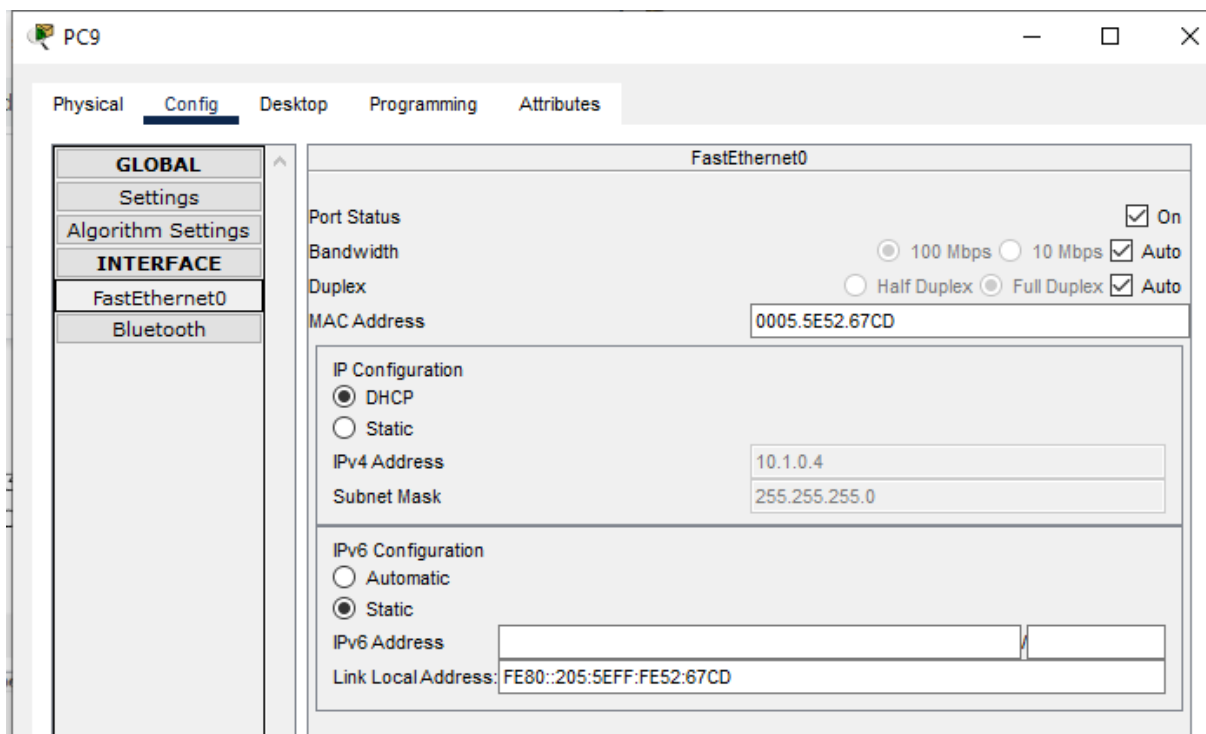 PC9
Physical Config Desktop Programming Attributes
GLOBAL
Settings
Algorithm Settings
INTERFACE
FastEthernet0
Bluetooth
FastEthernet0
Port Status On
Bandwidth 100 Mbps 10 Mbps Auto
Duplex Half Duplex Full Duplex Auto
MAC Address 0005.5E52.67CD
IP Configuration
DHCP
Static
IPv4 Address 10.1.0.4
Subnet Mask 255.255.255.0
IPv6 Configuration
Automatic
Static
IPv6 Address /
Link Local Address: FE80::205:5EFF:FE52:67CD